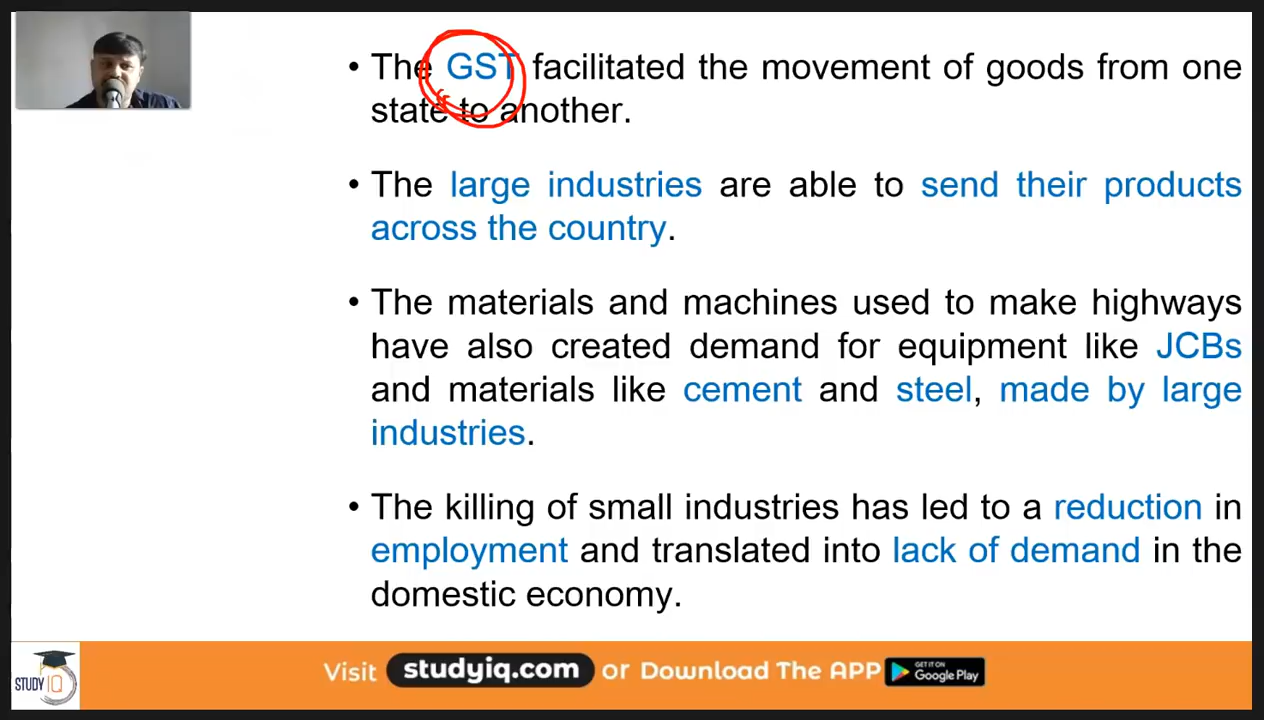 • The GST facilitated the movement of goods from one
state to another.
• The large industries are able to send their products
across the country.
• The materials and machines used to make highways
have also created demand for equipment like JCBs
and materials like cement and steel, made by large
industries.
• The killing of small industries has led to a reduction in
employment and translated into lack of demand in the
domestic economy.
STUDY IQ
Visit studyiq.com or Download The APP GET IT ON Google Play